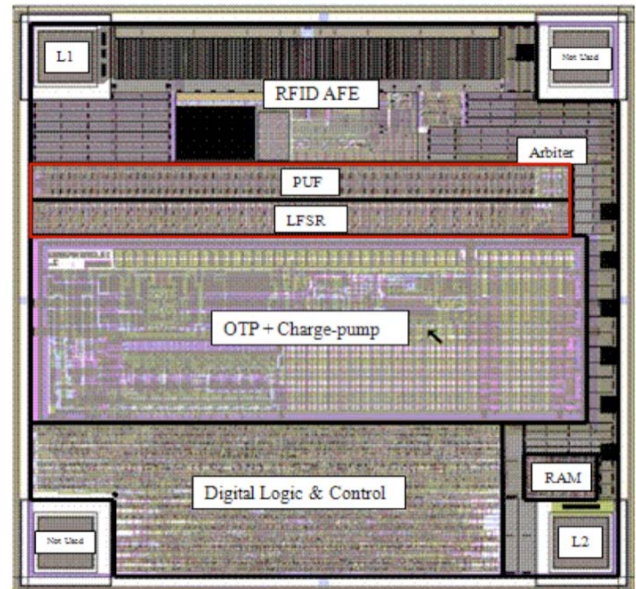 L1
Not Used
RFID AFE
Arbiter
PUF
LFSR
OTP + Charge-pump
Digital Logic & Control
RAM
Not Used
L2